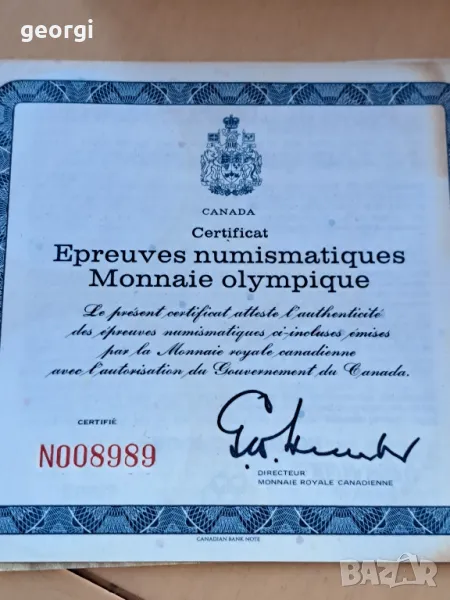 georgi
CANADA
Certificat
Epreuves numismatiques
Monnaie olympique
Le présent certificat atteste l'authenticité
des épreuves numismatiques ci-incluses émises
par la Monnaie royale canadienne
avec l'autorisation du Gouvernement du Canada.
CERTIFIÉ
N008989
DIRECTEUR
MONNAIE ROYALE CANADIENNE
CANADIAN BANK NOTE
BAZAR